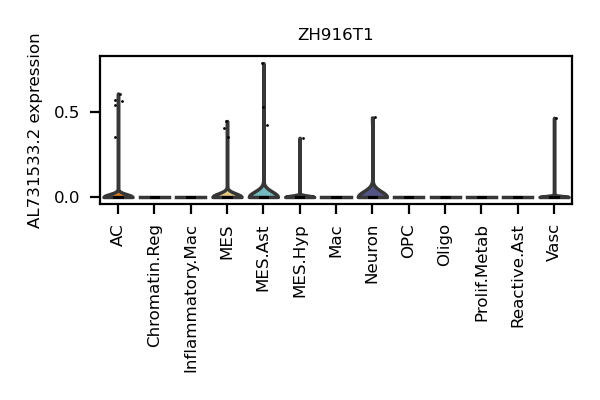 ZH916T1
AL731533.2 expression
0.5
0.0
AC
Chromatin.Reg
Inflammatory.Mac
MES
MES.Ast
MES.Hyp
Mac
Neuron
OPC
Oligo
Prolif.Metab
Reactive.Ast
Vasc